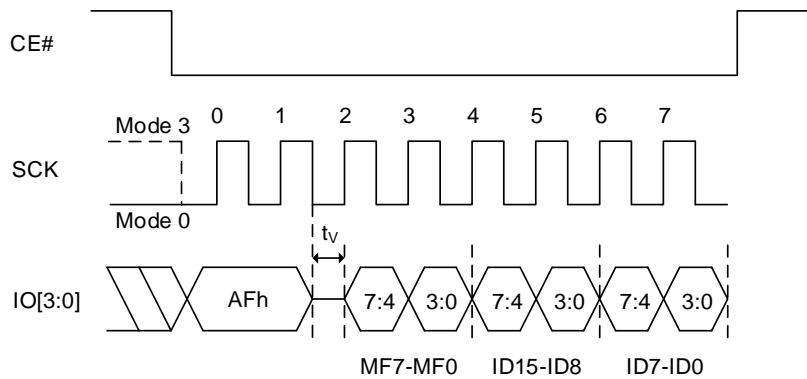 CE#
0 1 2 3 4 5 6 7
Mode 3
SCK
Mode 0
tV
IO[3:0] AFh 7:4 3:0 7:4 3:0 7:4 3:0
MF7-MF0 ID15-ID8 ID7-ID0